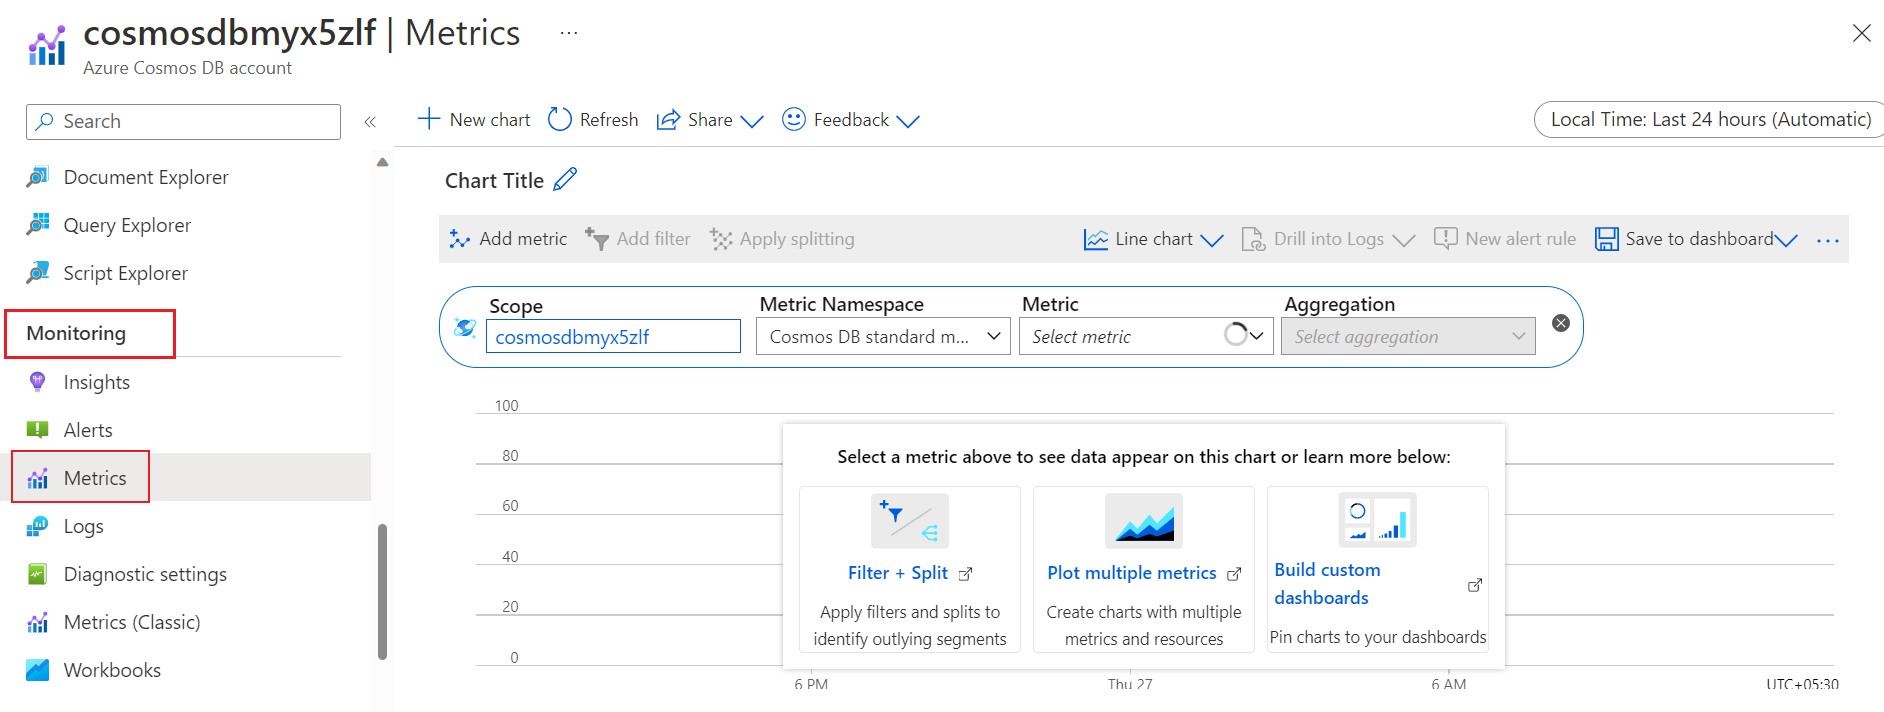 cosmosdbmyx5zlf | Metrics ...
Azure Cosmos DB account
Search
«
Document Explorer
Query Explorer
Script Explorer
Monitoring
Insights
Alerts
Metrics
Logs
Diagnostic settings
Metrics (Classic)
Workbooks
New chart Refresh Share Feedback
Local Time: Last 24 hours (Automatic)
Chart Title
Add metric Add filter Apply splitting Line chart Drill into Logs New alert rule Save to dashboard ...
Scope Metric Namespace Metric Aggregation
cosmosdbmyx5zlf Cosmos DB standard m... Select metric Select aggregation
100
80
60
40
20
0
Select a metric above to see data appear on this chart or learn more below:
Filter + Split
Apply filters and splits to
identify outlying segments
Plot multiple metrics
Create charts with multiple
metrics and resources
Build custom
dashboards
Pin charts to your dashboards
6 PM Thu 27 6 AM UTC+05:30